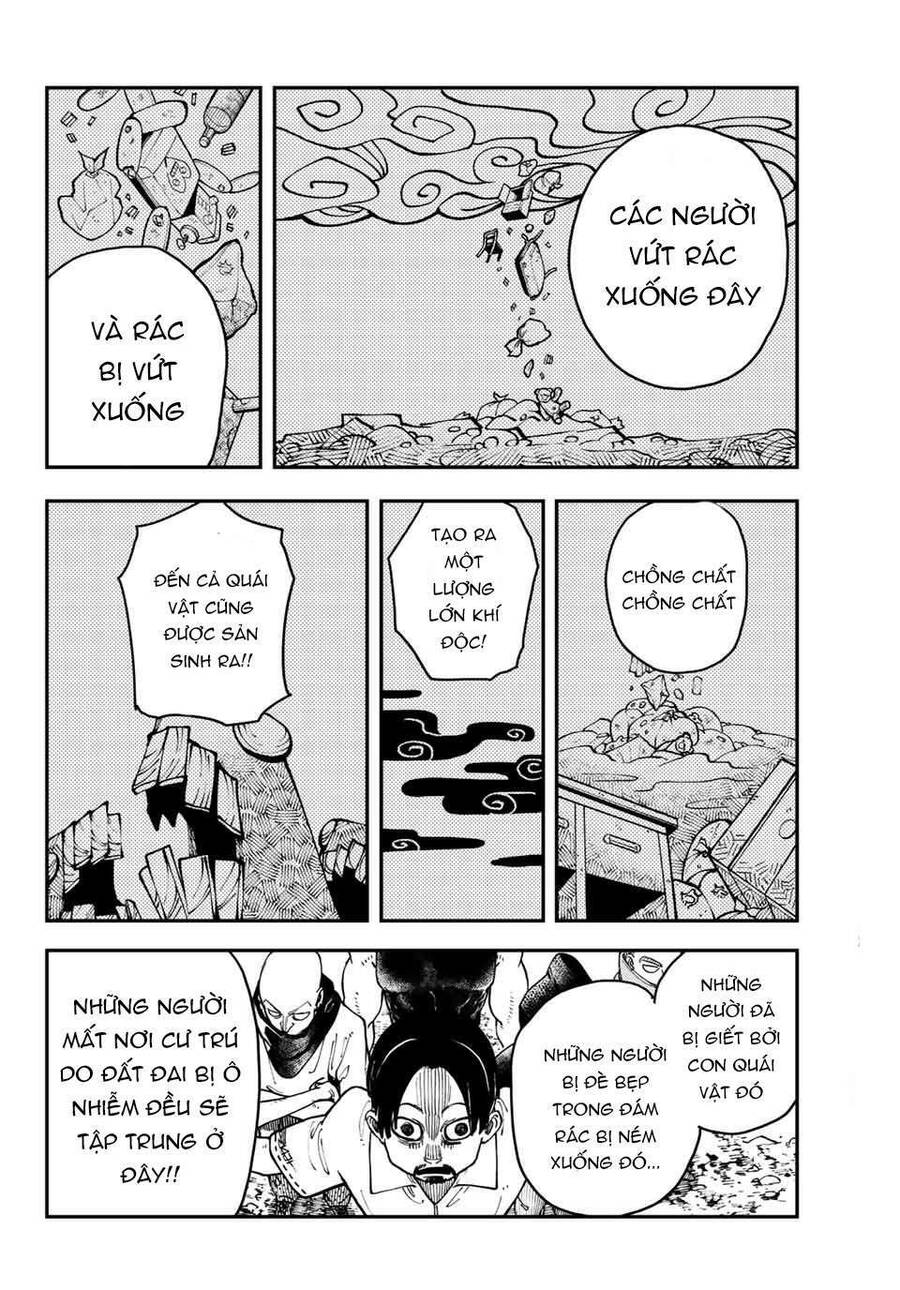 CÁC NGƯỜI
VỨT RÁC
XUỐNG ĐÂY
VÀ RÁC
BỊ VỨT
XUỐNG
CHỒNG CHẤT
CHỒNG CHẤT
TẠO RA
MỘT
LƯỢNG
LỚN KHÍ
ĐỘC!
ĐẾN CẢ QUÁI
VẬT CŨNG
ĐƯỢC SẢN
SINH RA!!
NHỮNG
NGƯỜI ĐÃ
BỊ GIẾT BỞI
CON QUÁI
VẬT ĐÓ
NHỮNG NGƯỜI
BỊ ĐÈ BẸP
TRONG ĐÁM
RÁC BỊ NÉM
XUỐNG ĐÓ...
NHỮNG NGƯỜI
MẤT NƠI CƯ TRÚ
DO ĐẤT ĐAI BỊ Ô
NHIỄM ĐỀU SẼ
TẬP TRUNG Ở
ĐÂY!!